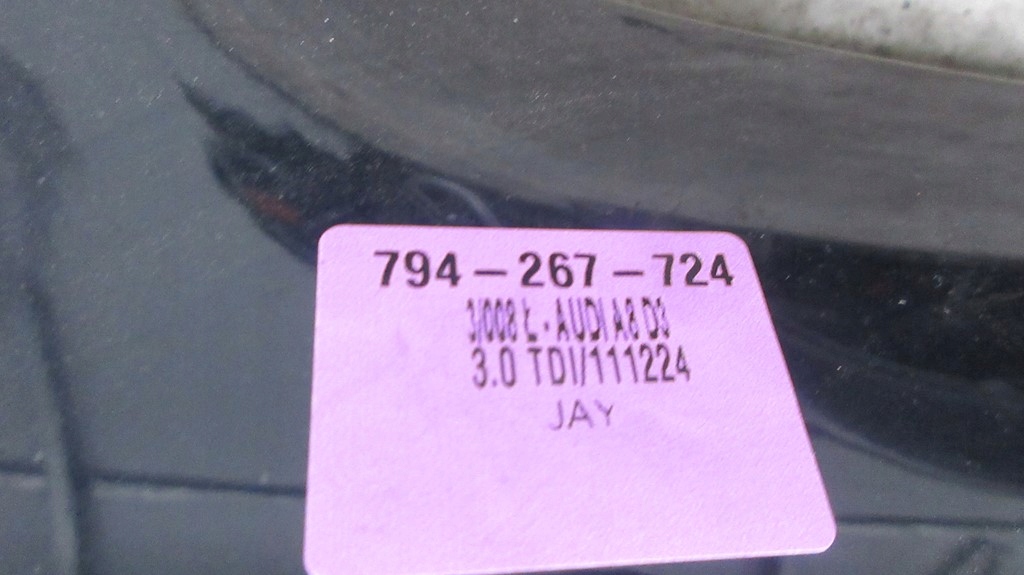 794-267-724
3/008 Ł - AUDI A8 D3
3.0 TDI/111224
JAY